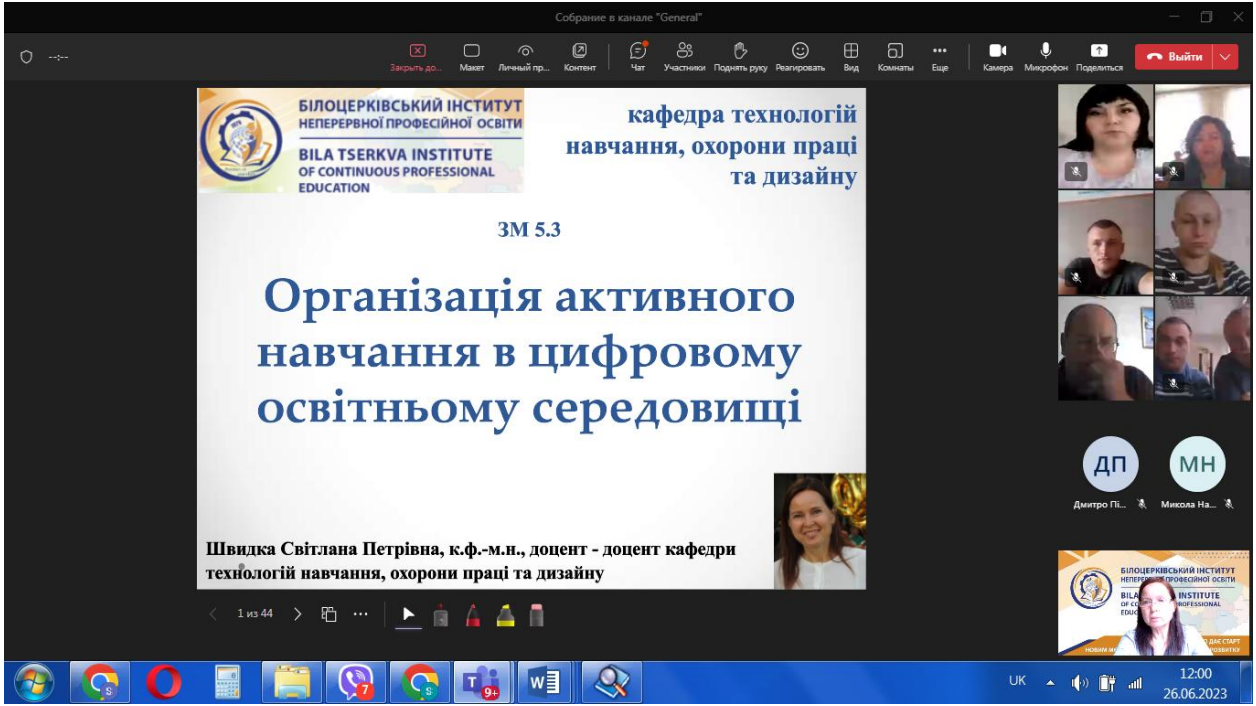 Собрание в канале "General"
--:--
Закрыть до...
Макет
Личный пр...
Контент
Чат
Участники
Поднять руку
Реагировать
Вид
Комнаты
Еще
Камера
Микрофон
Поделиться
Выйти
БІЛОЦЕРКІВСЬКИЙ ІНСТИТУТ
НЕПЕРЕРВНОЇ ПРОФЕСІЙНОЇ ОСВІТИ
BILA TSERKVA INSTITUTE
OF CONTINUOUS PROFESSIONAL
EDUCATION
кафедра технологій
навчання, охорони праці
та дизайну
ЗМ 5.3
Організація активного
навчання в цифровому
освітньому середовищі
Швидка Світлана Петрівна, к.ф.-м.н., доцент - доцент кафедри
технологій навчання, охорони праці та дизайну
1 из 44
ДП
МН
Дмитро Пі...
Микола На...
БІЛОЦЕРКІВСЬКИЙ ІНСТИТУТ
ПРОФЕСІЙНОЇ ОСВІТИ
INSTITUTE
7
9+
UK
12:00
26.06.2023